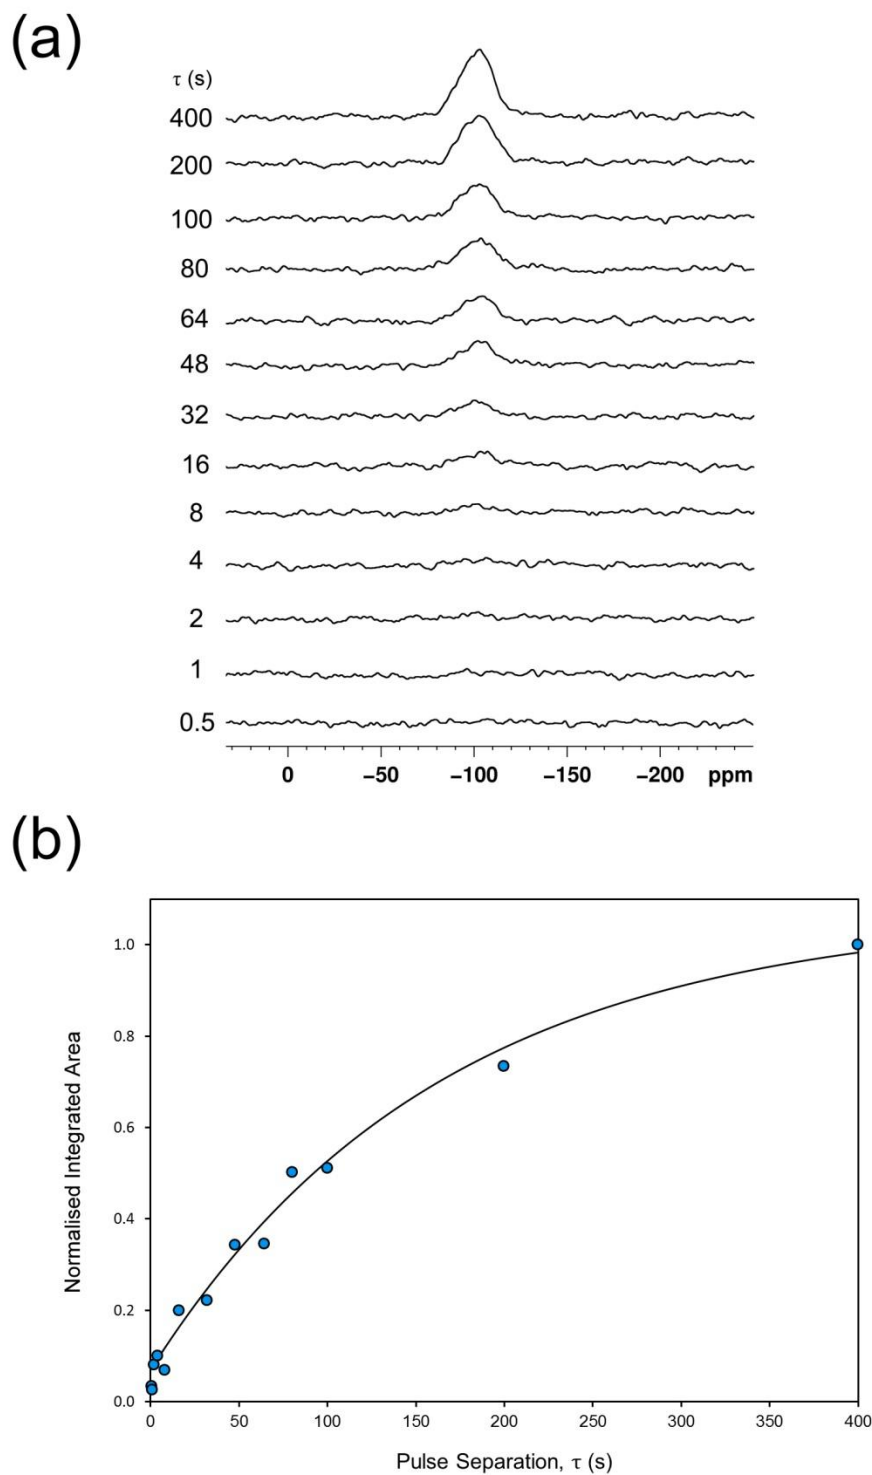 (a)
τ (s)
400
200
100
80
64
48
32
16
8
4
2
1
0.5
0 −50 −100 −150 −200 ppm
(b)
1.0
0.8
0.6
0.4
0.2
0.0
Normalised Integrated Area
0 50 100 150 200 250 300 350 400
Pulse Separation, τ (s)